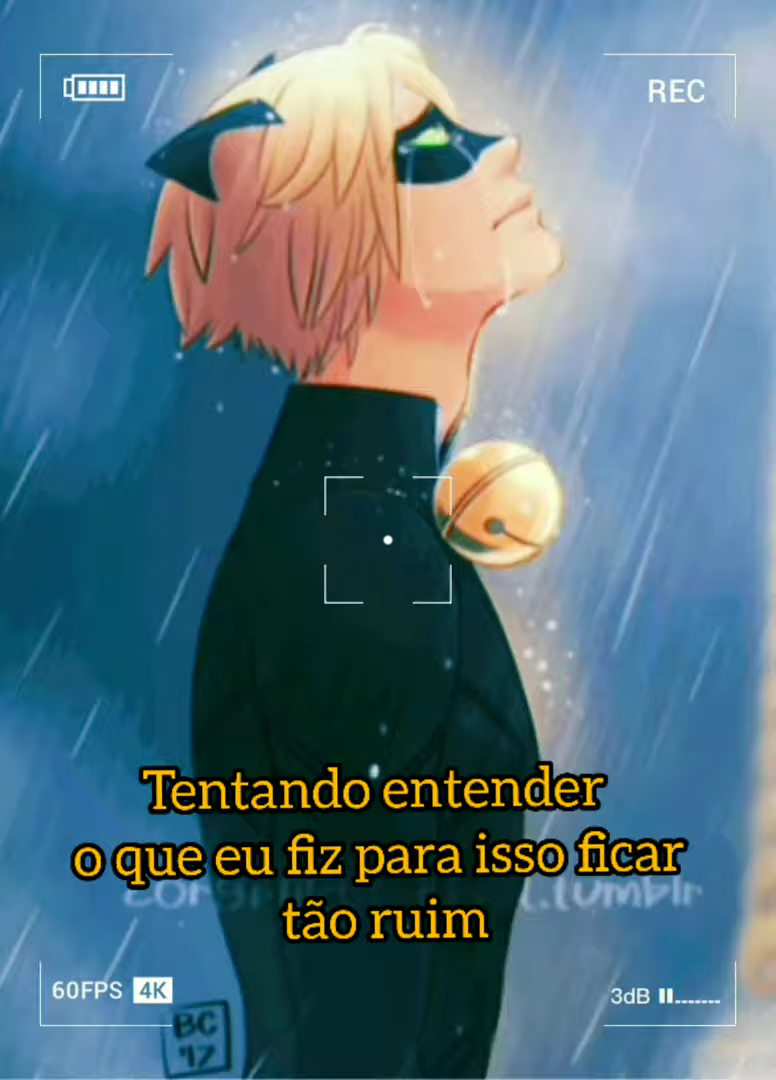 REC
Tentando entender
o que eu fiz para isso ficar
tão ruim
60FPS 4K
3dB
BC
'17